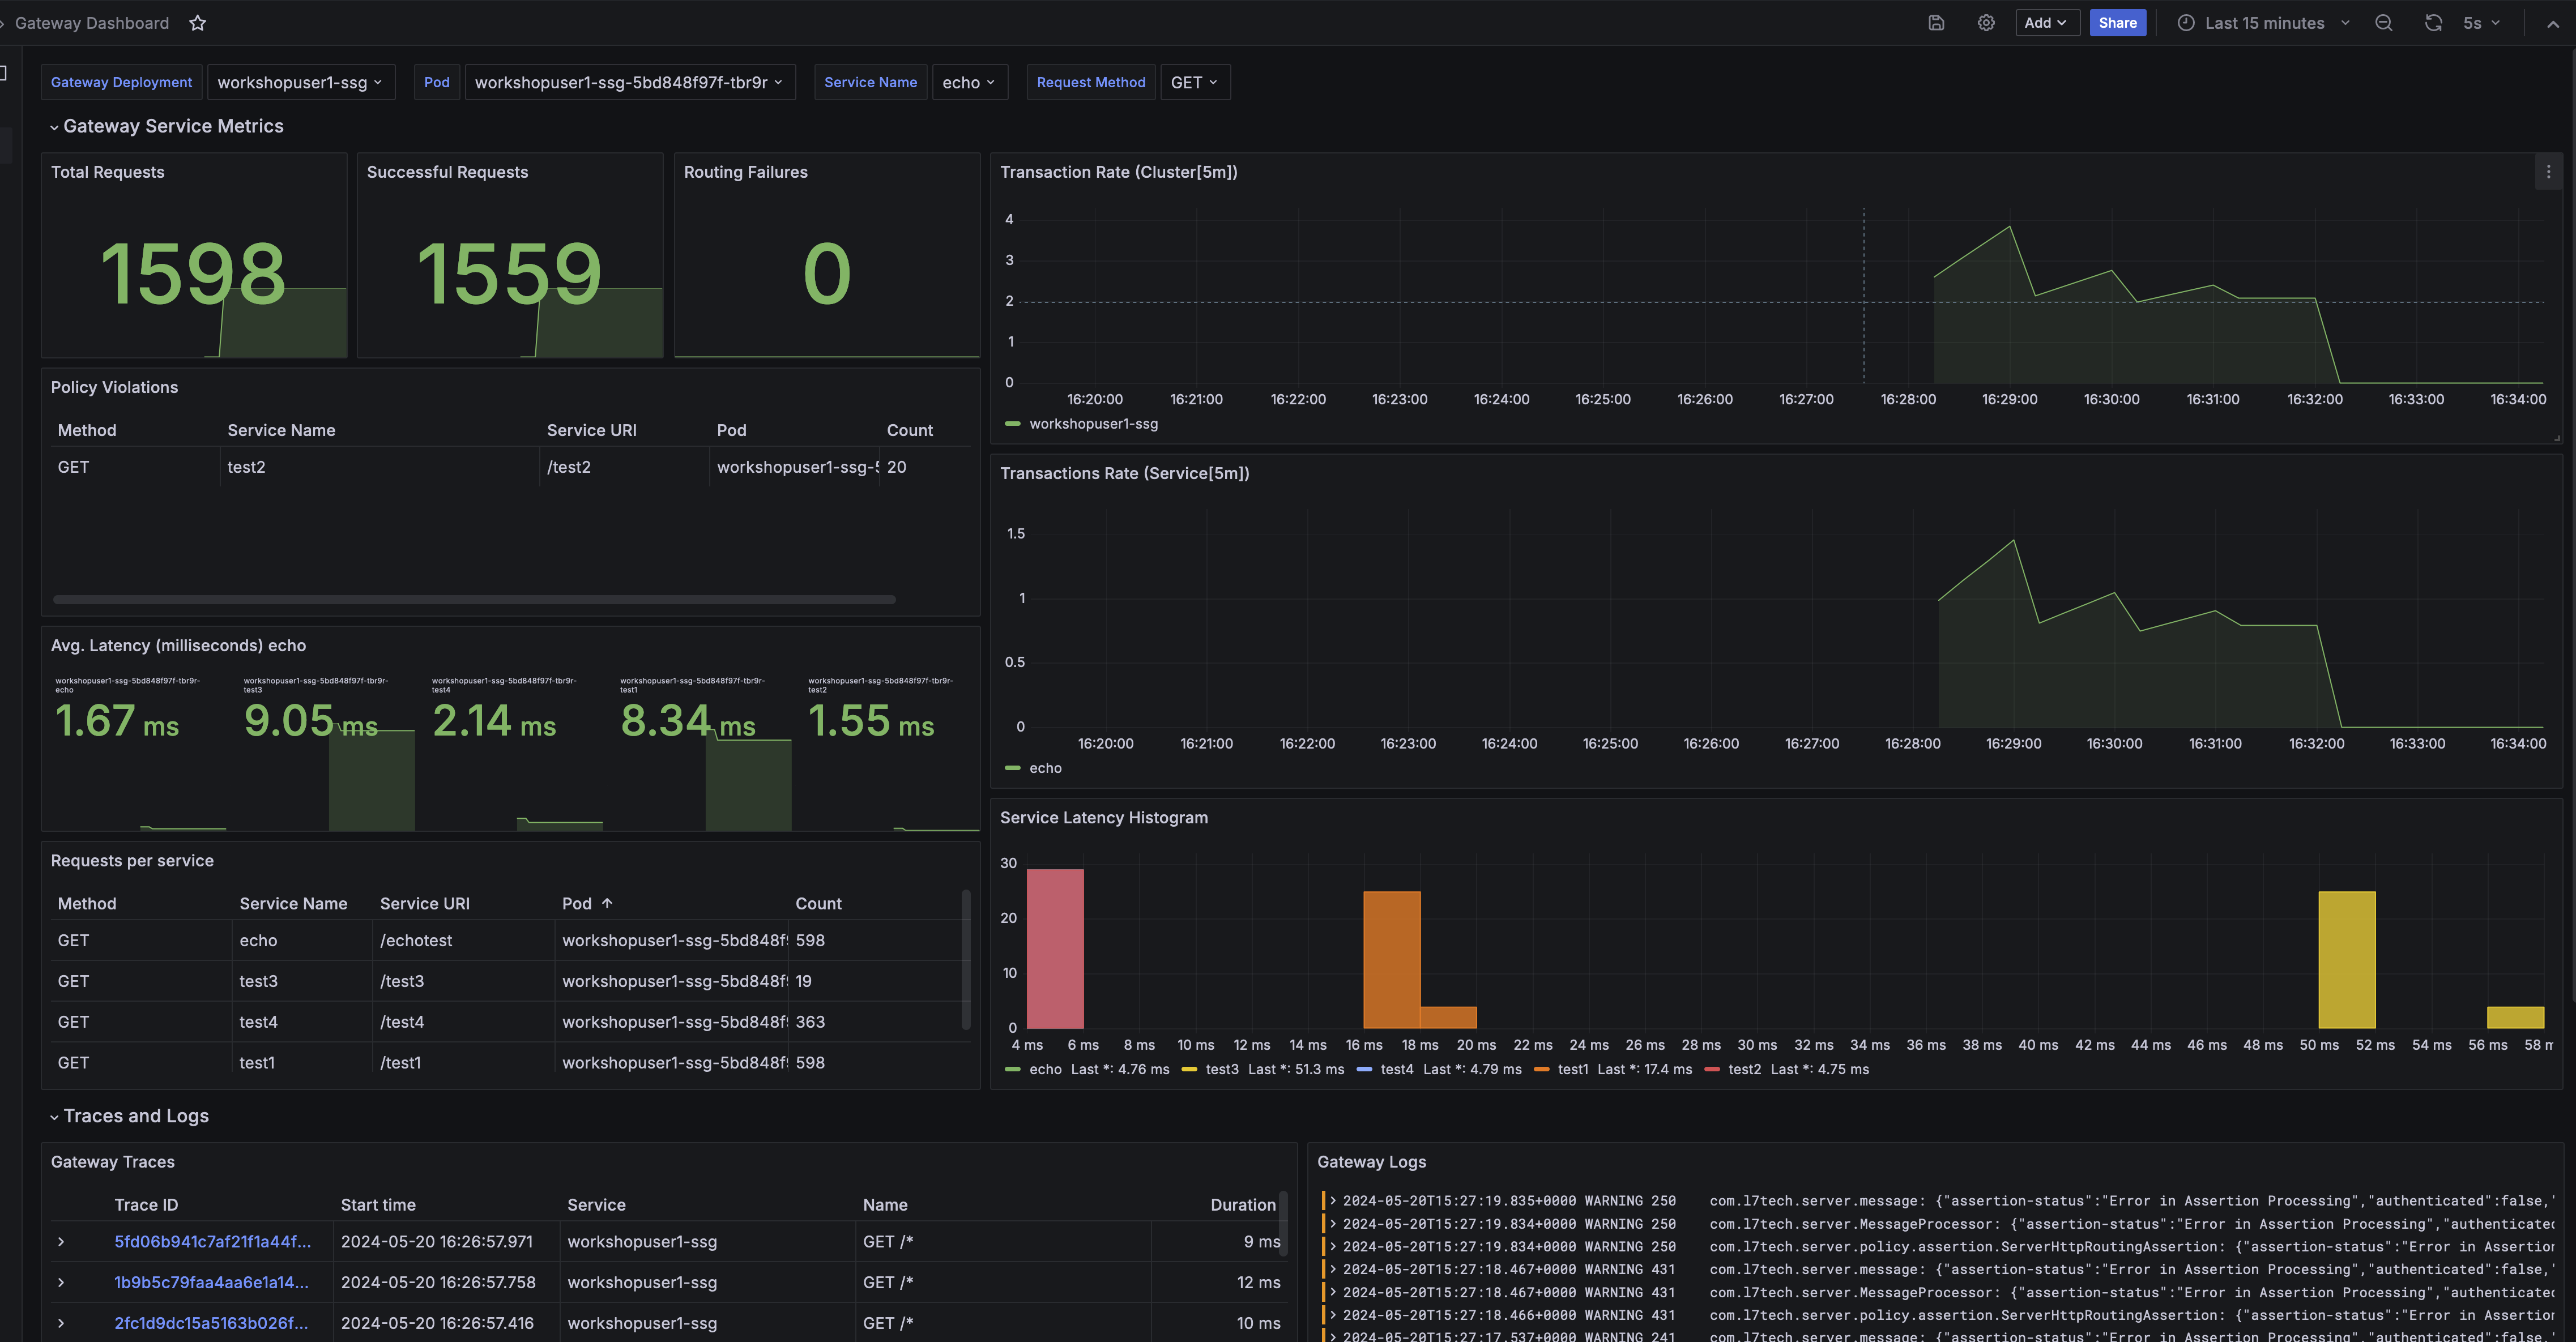 Gateway Dashboard
Add
Share
Last 15 minutes
5s
Gateway Deployment workshopuser1-ssg Pod workshopuser1-ssg-5bd848f97f-tbr9r Service Name echo Request Method GET
Gateway Service Metrics
Total Requests
1598
Successful Requests
1559
Routing Failures
0
Transaction Rate (Cluster[5m])
4
3
2
1
0
16:20:00 16:21:00 16:22:00 16:23:00 16:24:00 16:25:00 16:26:00 16:27:00 16:28:00 16:29:00 16:30:00 16:31:00 16:32:00 16:33:00 16:34:00
workshopuser1-ssg
Policy Violations
Method Service Name Service URI Pod Count
GET test2 /test2 workshopuser1-ssg-5 20
Transactions Rate (Service[5m])
1.5
1
0.5
0
16:20:00 16:21:00 16:22:00 16:23:00 16:24:00 16:25:00 16:26:00 16:27:00 16:28:00 16:29:00 16:30:00 16:31:00 16:32:00 16:33:00 16:34:00
echo
Avg. Latency (milliseconds) echo
workshopuser1-ssg-5bd848f97f-tbr9r-
echo
1.67 ms
workshopuser1-ssg-5bd848f97f-tbr9r-
test3
9.05 ms
workshopuser1-ssg-5bd848f97f-tbr9r-
test4
2.14 ms
workshopuser1-ssg-5bd848f97f-tbr9r-
test1
8.34 ms
workshopuser1-ssg-5bd848f97f-tbr9r-
test2
1.55 ms
Requests per service
Method Service Name Service URI Pod Count
GET echo /echotest workshopuser1-ssg-5bd848f9 598
GET test3 /test3 workshopuser1-ssg-5bd848f9 19
GET test4 /test4 workshopuser1-ssg-5bd848f9 363
GET test1 /test1 workshopuser1-ssg-5bd848f9 598
Service Latency Histogram
30
20
10
0
4 ms 6 ms 8 ms 10 ms 12 ms 14 ms 16 ms 18 ms 20 ms 22 ms 24 ms 26 ms 28 ms 30 ms 32 ms 34 ms 36 ms 38 ms 40 ms 42 ms 44 ms 46 ms 48 ms 50 ms 52 ms 54 ms 56 ms 58 m
echo Last *: 4.76 ms test3 Last *: 51.3 ms test4 Last *: 4.79 ms test1 Last *: 17.4 ms test2 Last *: 4.75 ms
Traces and Logs
Gateway Traces
Trace ID Start time Service Name Duration
5fd06b941c7af21f1a44f... 2024-05-20 16:26:57.971 workshopuser1-ssg GET /* 9 ms
1b9b5c79faa4aa6e1a14... 2024-05-20 16:26:57.758 workshopuser1-ssg GET /* 12 ms
2fc1d9dc15a5163b026f... 2024-05-20 16:26:57.416 workshopuser1-ssg GET /* 10 ms
Gateway Logs
2024-05-20T15:27:19.835+0000 WARNING 250 com.l7tech.server.message: {"assertion-status":"Error in Assertion Processing","authenticated":false,"
2024-05-20T15:27:19.834+0000 WARNING 250 com.l7tech.server.MessageProcessor: {"assertion-status":"Error in Assertion Processing","authenticated
2024-05-20T15:27:19.834+0000 WARNING 250 com.l7tech.server.policy.assertion.ServerHttpRoutingAssertion: {"assertion-status":"Error in Assertion
2024-05-20T15:27:18.467+0000 WARNING 431 com.l7tech.server.message: {"assertion-status":"Error in Assertion Processing","authenticated":false,"
2024-05-20T15:27:18.467+0000 WARNING 431 com.l7tech.server.MessageProcessor: {"assertion-status":"Error in Assertion Processing","authenticated
2024-05-20T15:27:18.466+0000 WARNING 431 com.l7tech.server.policy.assertion.ServerHttpRoutingAssertion: {"assertion-status":"Error in Assertion
2024-05-20T15:27:17.537+0000 WARNING 241 com.l7tech.server.message: {"assertion-status":"Error in Assertion Processing","authenticated":false,"